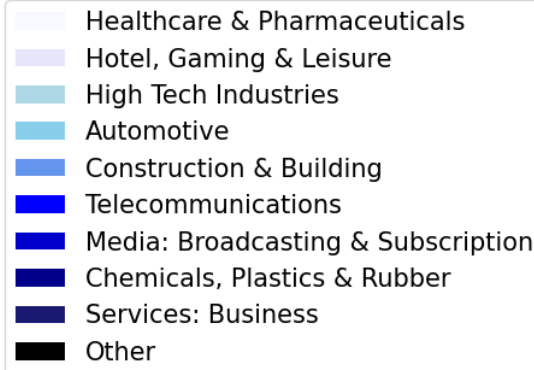 Healthcare & Pharmaceuticals
Hotel, Gaming & Leisure
High Tech Industries
Automotive
Construction & Building
Telecommunications
Media: Broadcasting & Subscription
Chemicals, Plastics & Rubber
Services: Business
Other